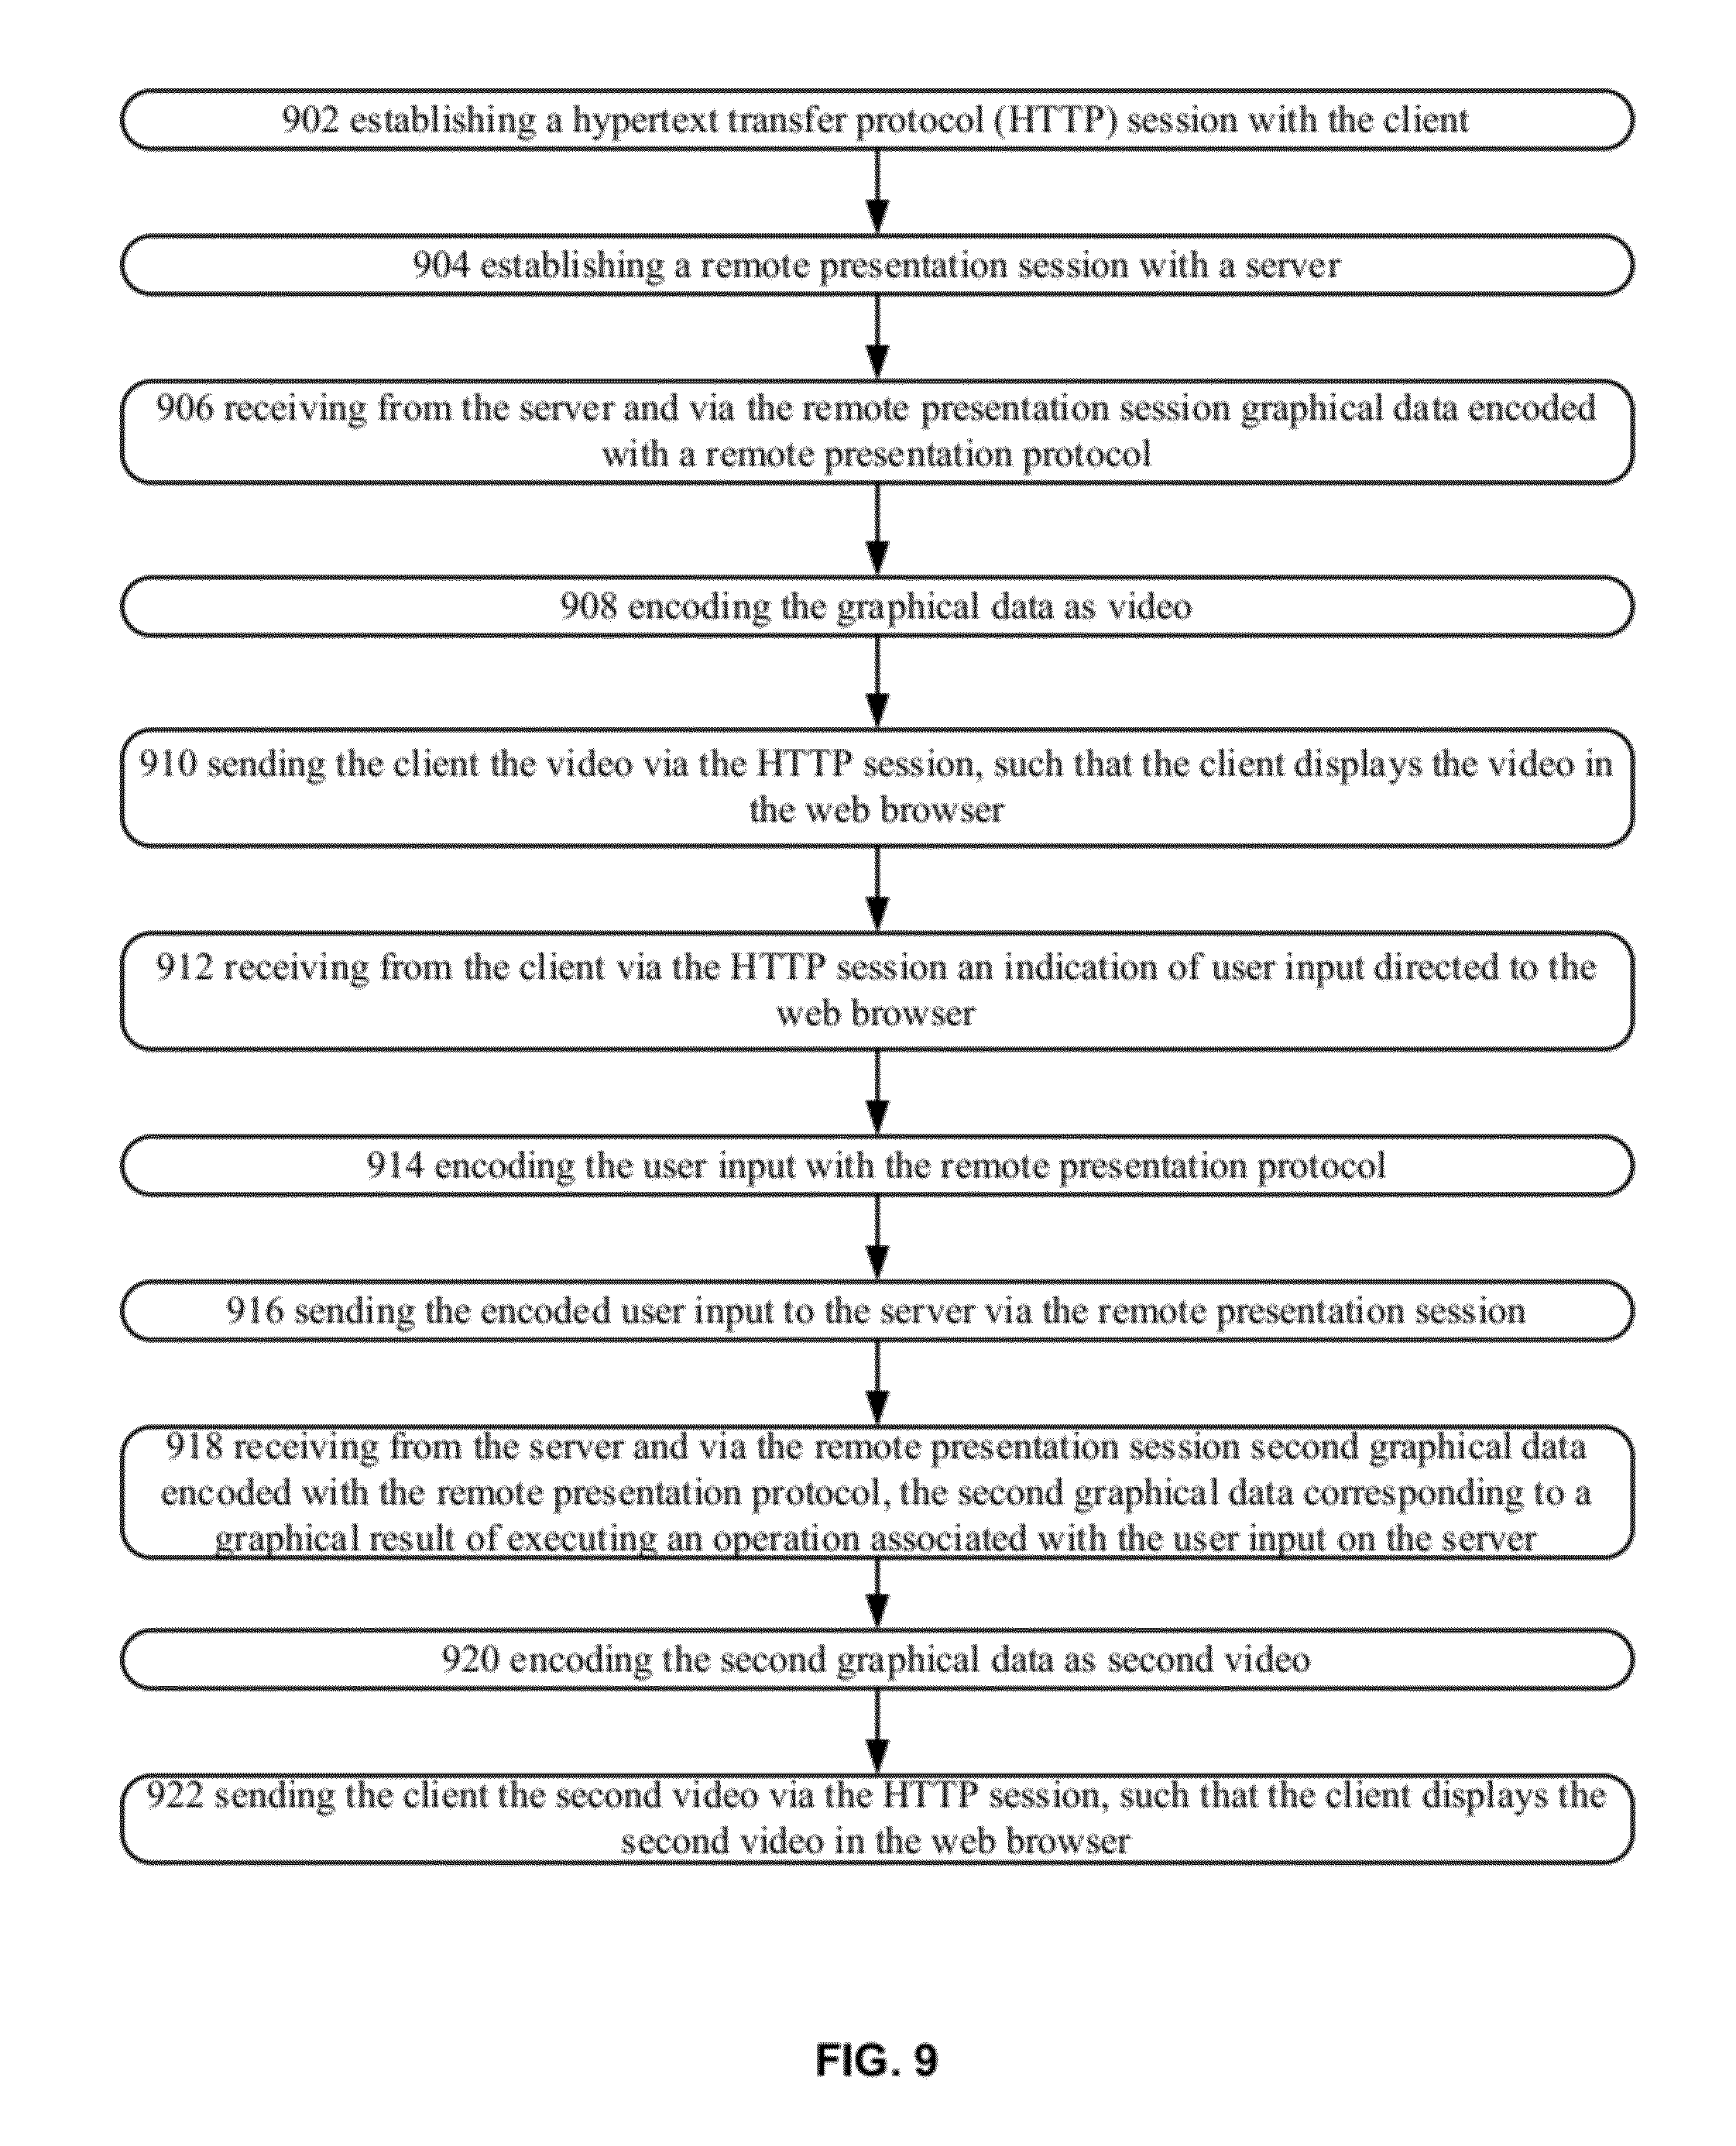 902 establishing a hypertext transfer protocol (HTTP) session with the client
904 establishing a remote presentation session with a server
906 receiving from the server and via the remote presentation session graphical data encoded
with a remote presentation protocol
908 encoding the graphical data as video
910 sending the client the video via the HTTP session, such that the client displays the video in
the web browser
912 receiving from the client via the HTTP session an indication of user input directed to the
web browser
914 encoding the user input with the remote presentation protocol
916 sending the encoded user input to the server via the remote presentation session
918 receiving from the server and via the remote presentation session second graphical data
encoded with the remote presentation protocol, the second graphical data corresponding to a
graphical result of executing an operation associated with the user input on the server
920 encoding the second graphical data as second video
922 sending the client the second video via the HTTP session, such that the client displays the
second video in the web browser
FIG. 9